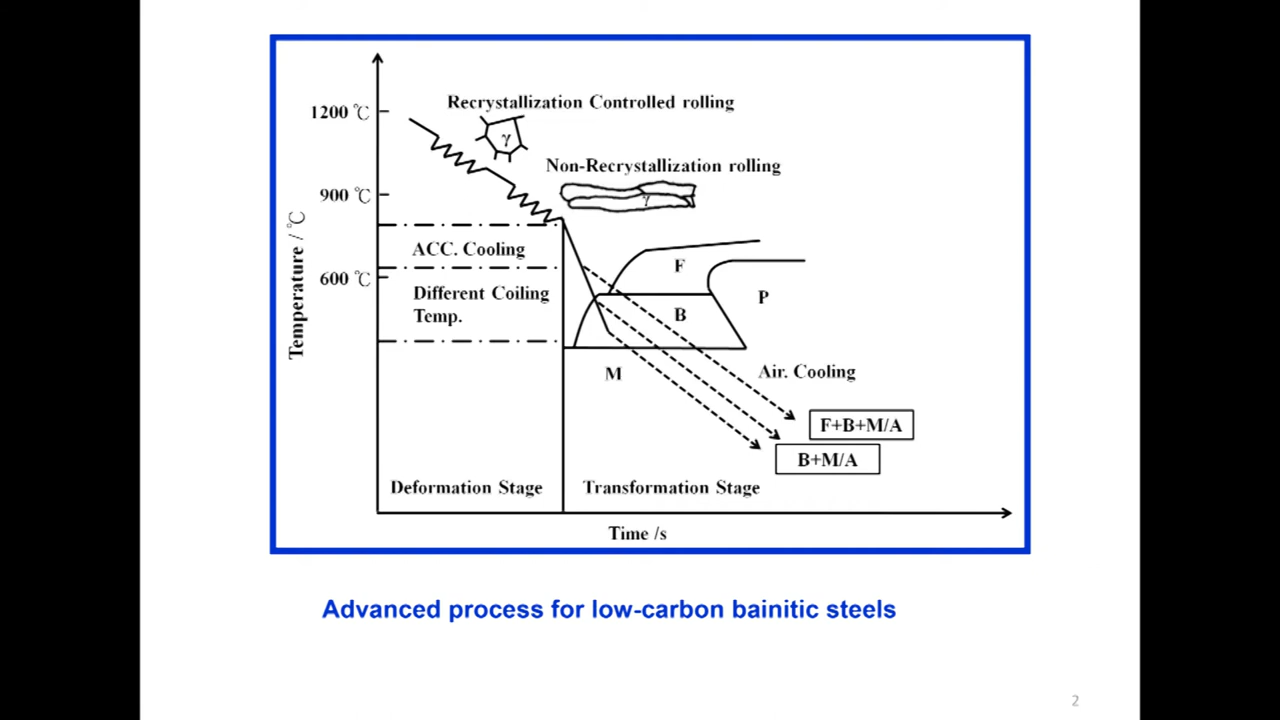 Recrystallization Controlled rolling
1200 ℃
γ
Non-Recrystallization rolling
900 ℃
γ
ACC. Cooling
F
600 ℃
Different Coiling
Temp.
P
B
Temperature / ℃
M
Air. Cooling
F+B+M/A
B+M/A
Deformation Stage
Transformation Stage
Time /s
Advanced process for low-carbon bainitic steels
2